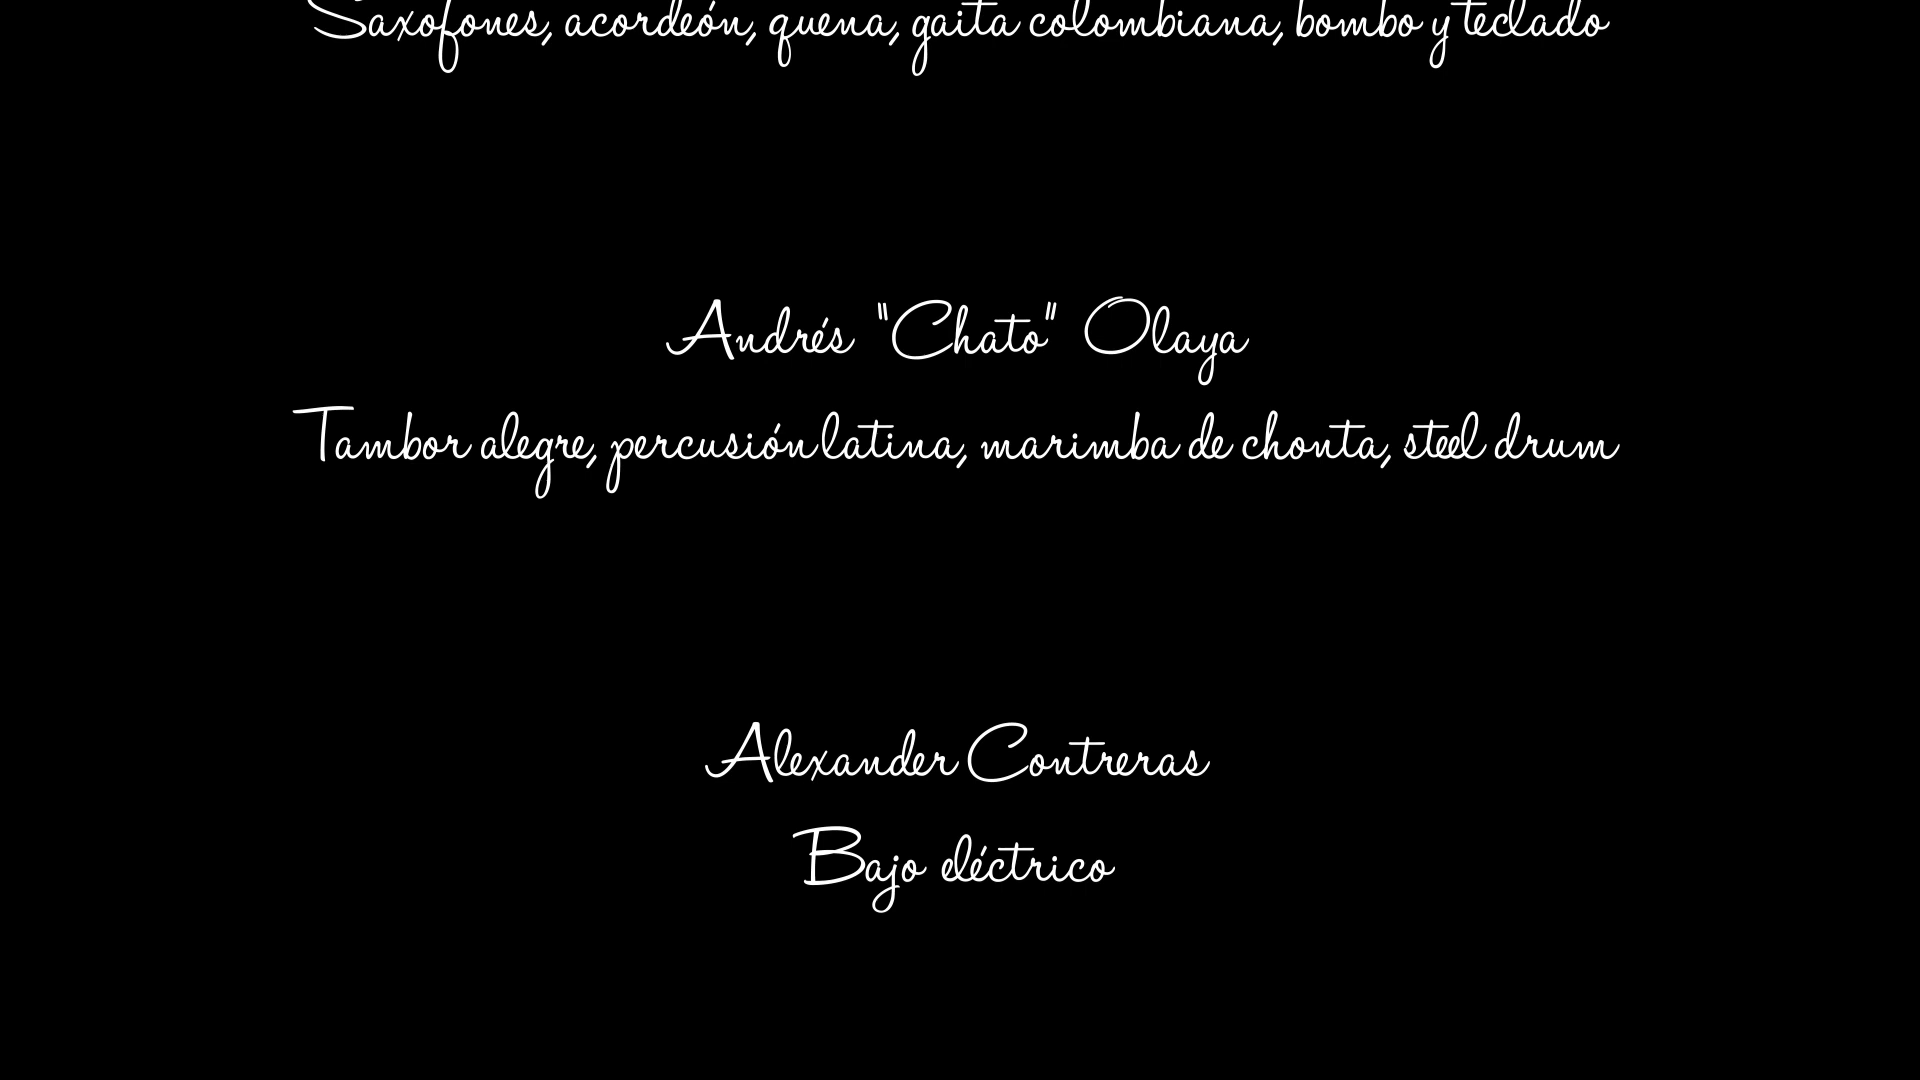 Saxofones, acordeón, quena, gaita colombiana, bombo y teclado
Andrés "Chato" Olaya
Tambor alegre, percusión latina, marimba de chonta, steel drum
Alexander Contreras
Bajo eléctrico